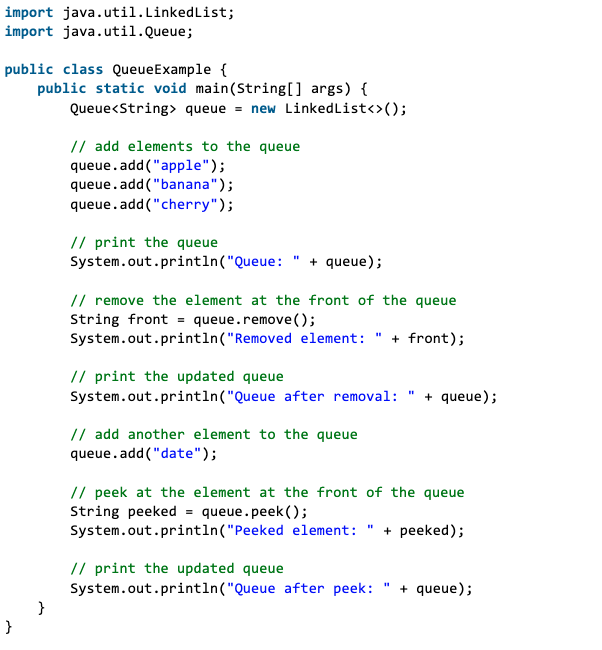 import java.util.LinkedList;
import java.util.Queue;

public class QueueExample {
    public static void main(String[] args) {
        Queue<String> queue = new LinkedList<>();

        // add elements to the queue
        queue.add("apple");
        queue.add("banana");
        queue.add("cherry");

        // print the queue
        System.out.println("Queue: " + queue);

        // remove the element at the front of the queue
        String front = queue.remove();
        System.out.println("Removed element: " + front);

        // print the updated queue
        System.out.println("Queue after removal: " + queue);

        // add another element to the queue
        queue.add("date");

        // peek at the element at the front of the queue
        String peeked = queue.peek();
        System.out.println("Peeked element: " + peeked);

        // print the updated queue
        System.out.println("Queue after peek: " + queue);
    }
}